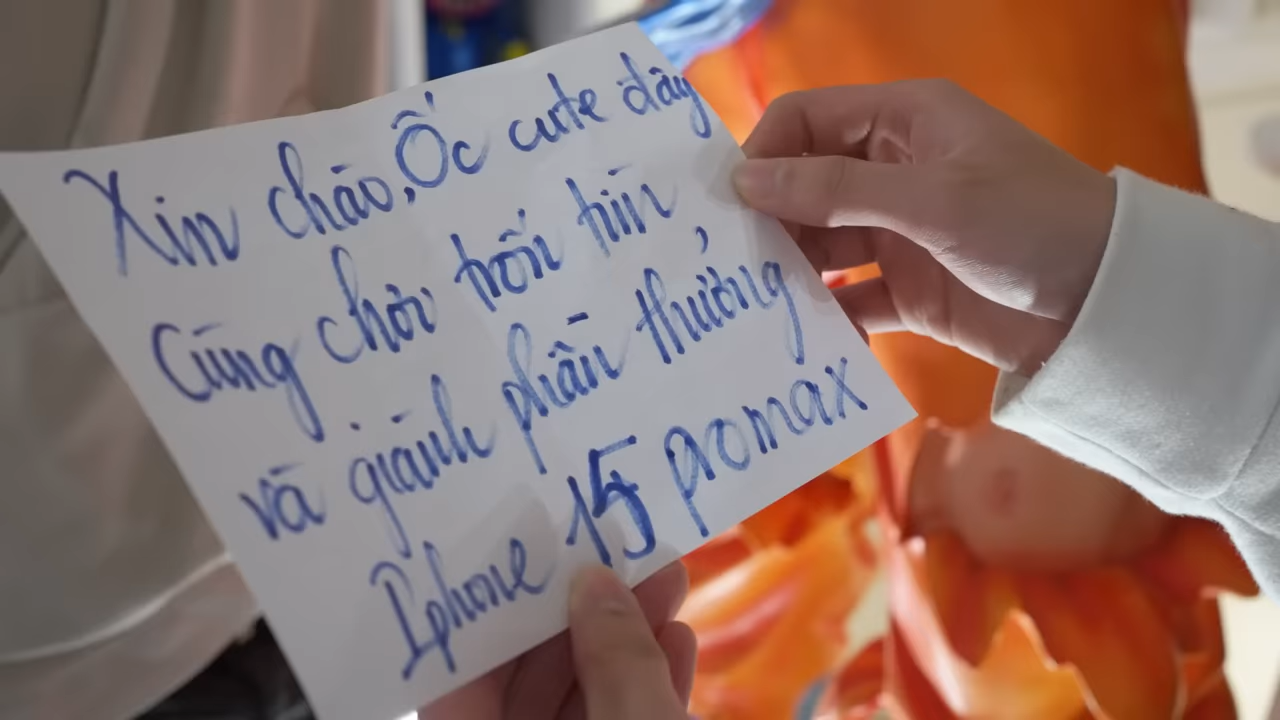 Xin chào, Ốc cute đây
Cùng chơi trốn tìm
và giành phần thưởng
Iphone 15 promax